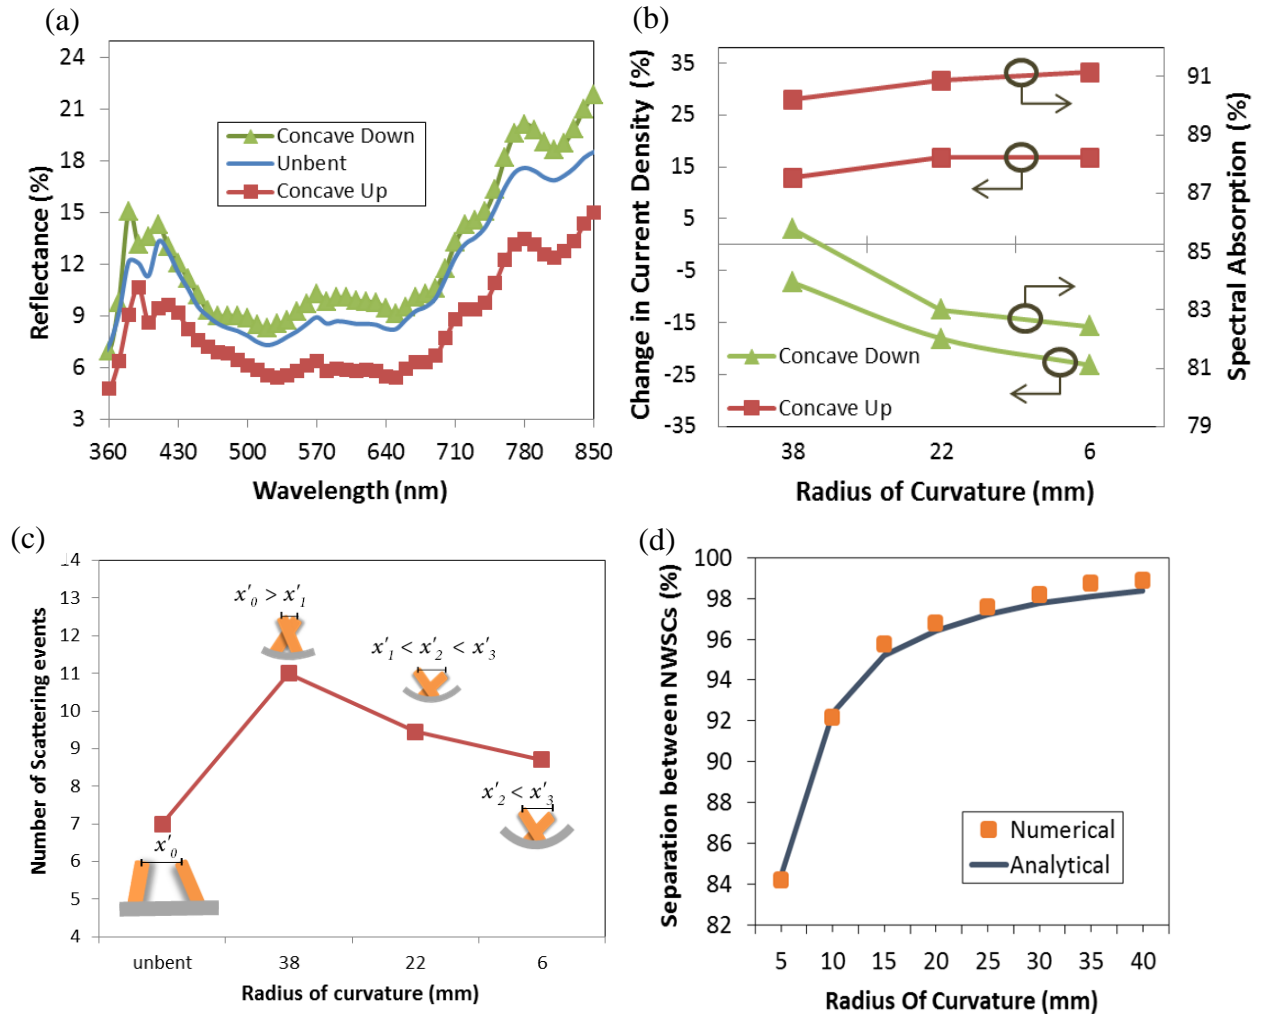 (a)
24
21
18
15
12
9
6
3
Reflectance (%)
Concave Down
Unbent
Concave Up
360 430 500 570 640 710 780 850
Wavelength (nm)
(b)
35
25
15
5
-5
-15
-25
-35
Change in Current Density (%)
91
89
87
85
83
81
79
Spectral Absorption (%)
Concave Down
Concave Up
38 22 6
Radius of Curvature (mm)
(c)
14
13
12
11
10
9
8
7
6
5
4
Number of Scattering events
x'0 > x'1
x'1 < x'2 < x'3
x'2 < x'3
x'0
unbent 38 22 6
Radius of curvature (mm)
(d)
100
98
96
94
92
90
88
86
84
82
Separation between NWSCs (%)
Numerical
Analytical
5 10 15 20 25 30 35 40
Radius Of Curvature (mm)